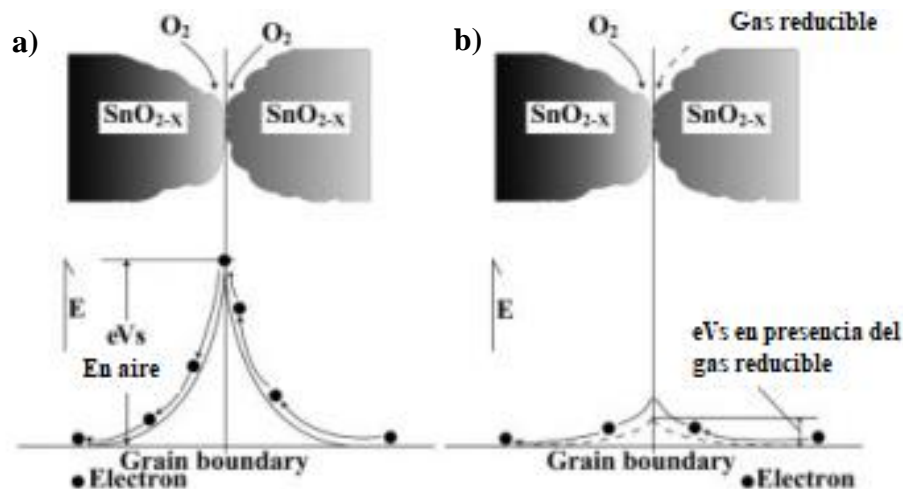 a)
O₂
O₂
SnO₂₋ₓ
SnO₂₋ₓ
E
eVs
En aire
Grain boundary
Electron
b)
O₂
Gas reducible
SnO₂₋ₓ
SnO₂₋ₓ
E
eVs en presencia del
gas reducible
Grain boundary
Electron